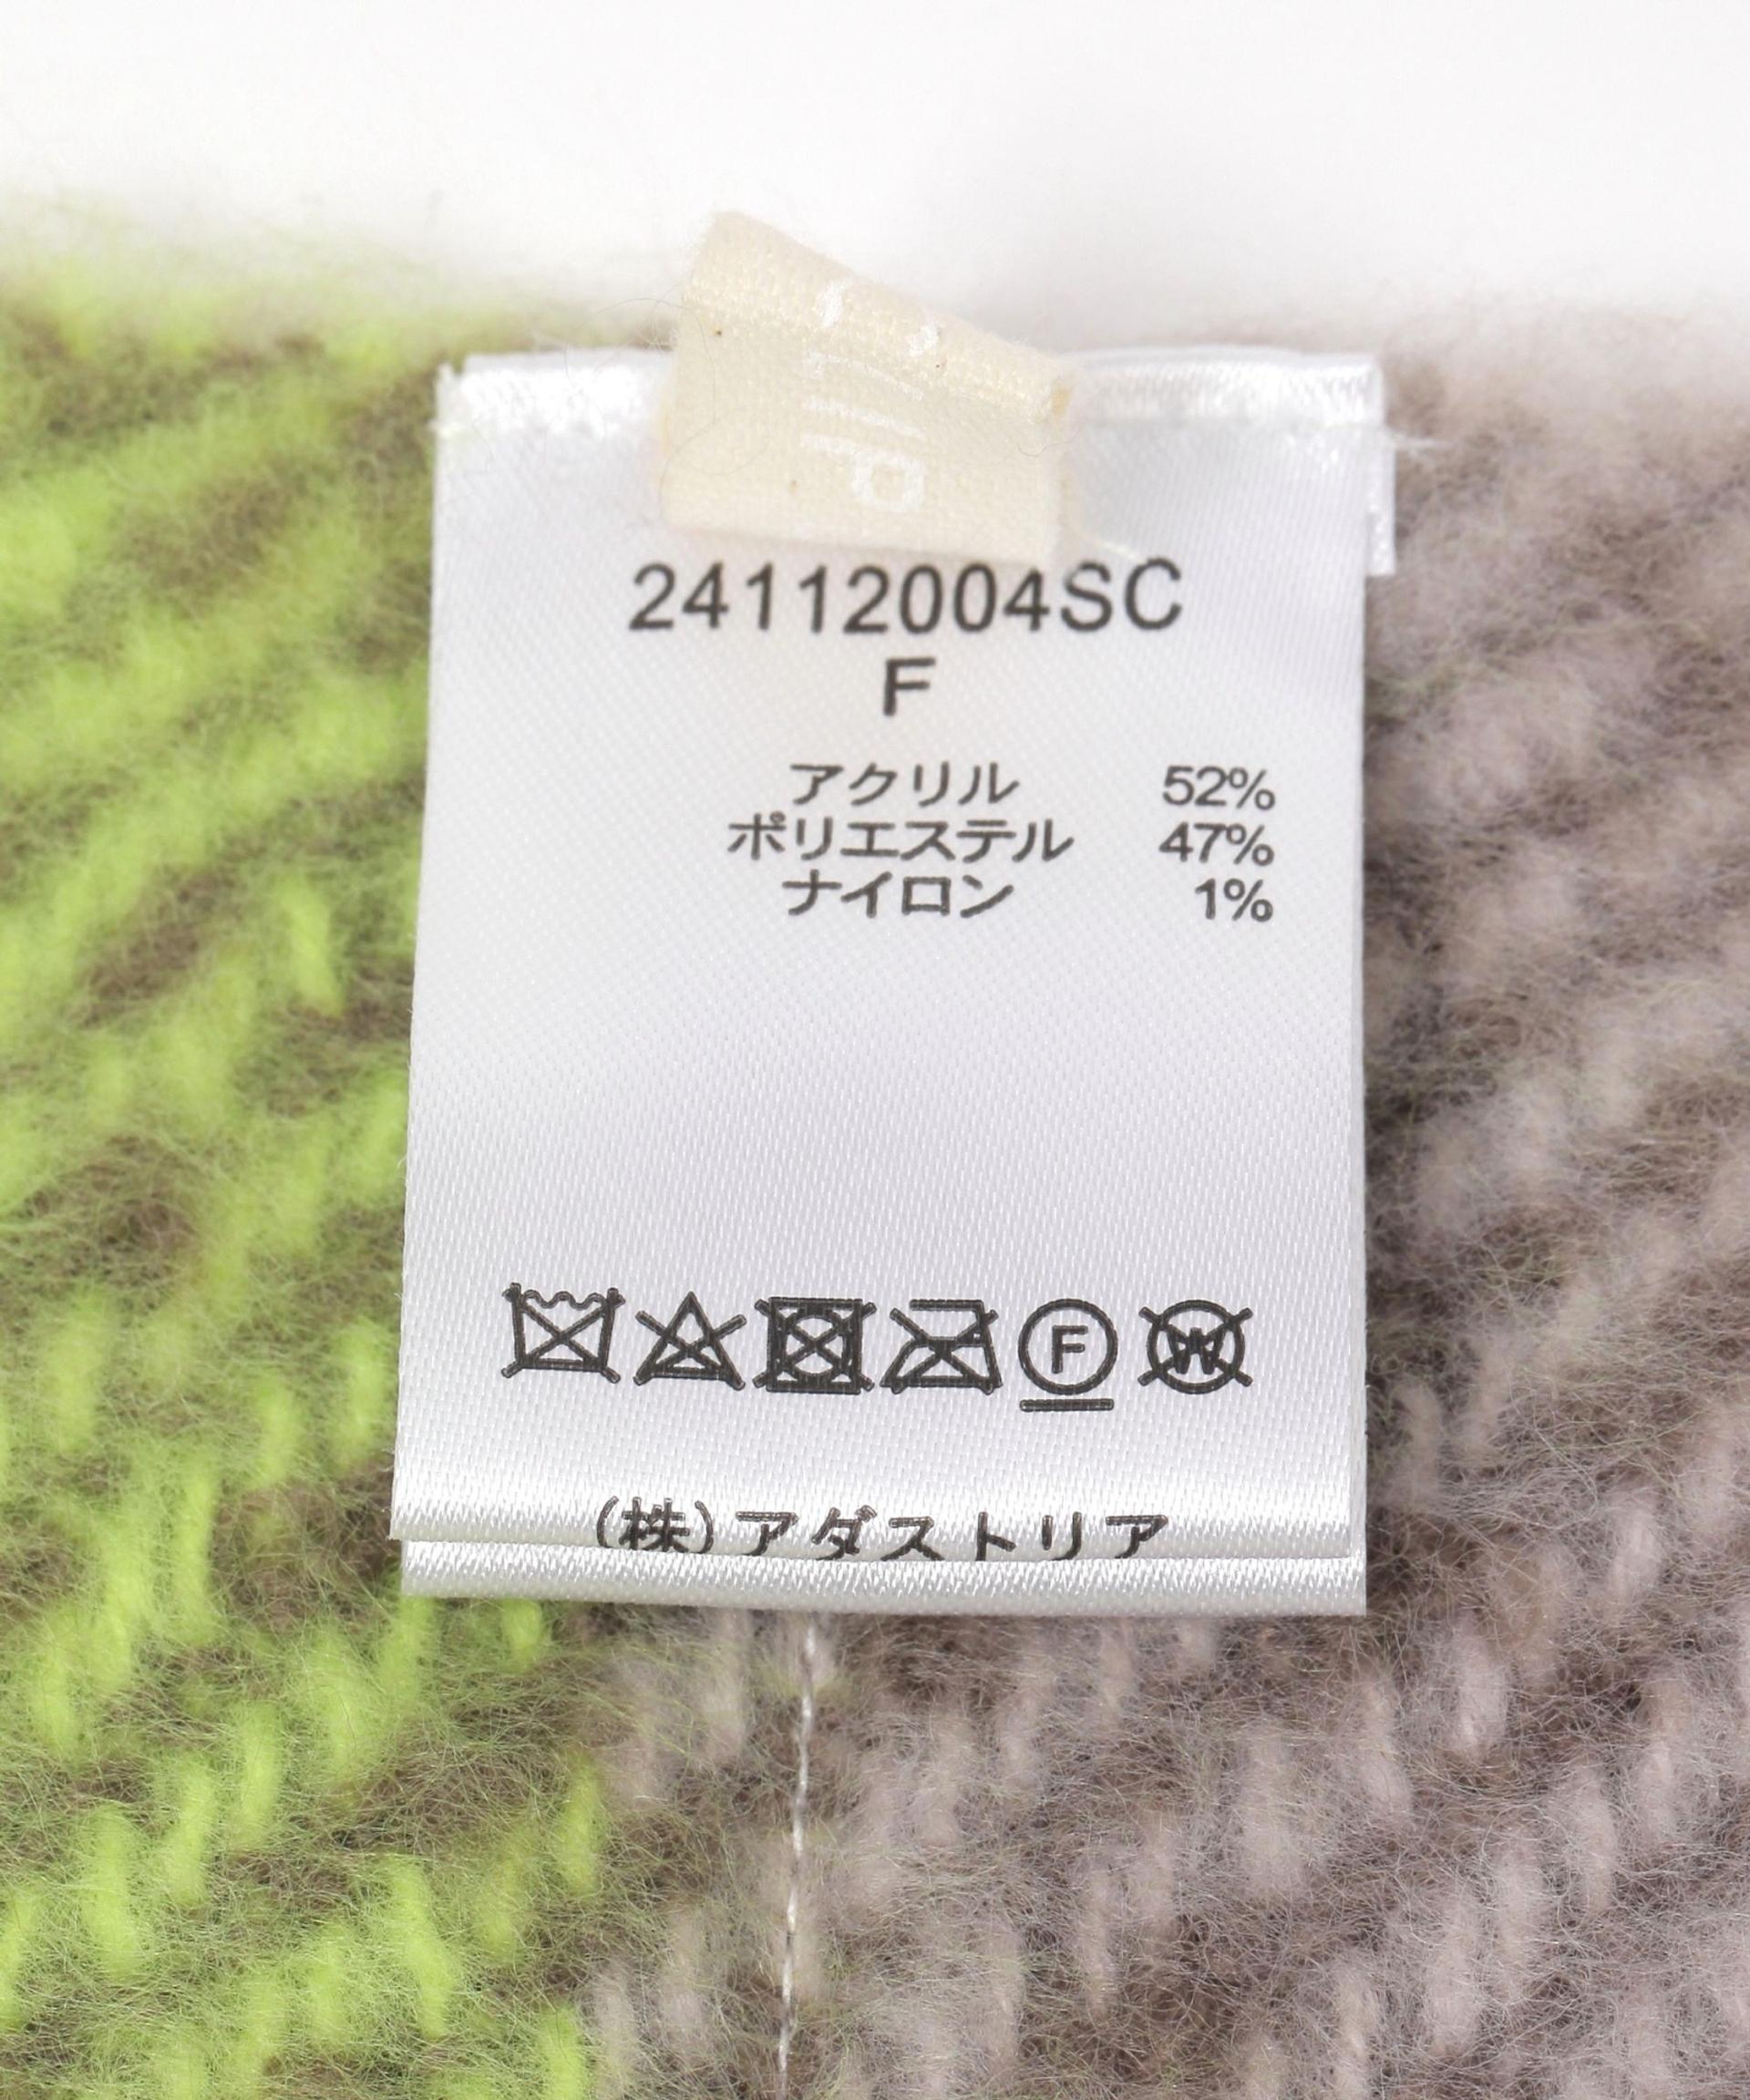 24112004SC
F
アクリル 52%
ポリエステル 47%
ナイロン 1%
F
W
(株)アダストリア